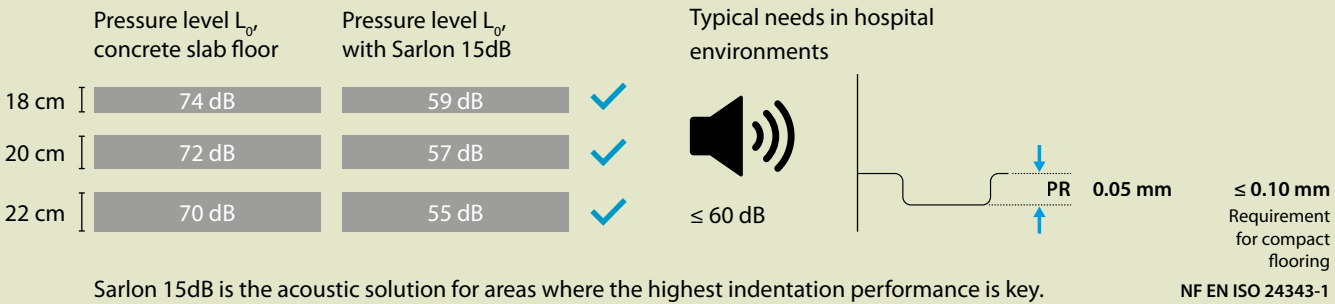 Pressure level L₀,
concrete slab floor
Pressure level L₀,
with Sarlon 15dB
18 cm 74 dB 59 dB
20 cm 72 dB 57 dB
22 cm 70 dB 55 dB
Typical needs in hospital
environments
≤ 60 dB
PR 0.05 mm ≤ 0.10 mm
Requirement
for compact
flooring
Sarlon 15dB is the acoustic solution for areas where the highest indentation performance is key.
NF EN ISO 24343-1